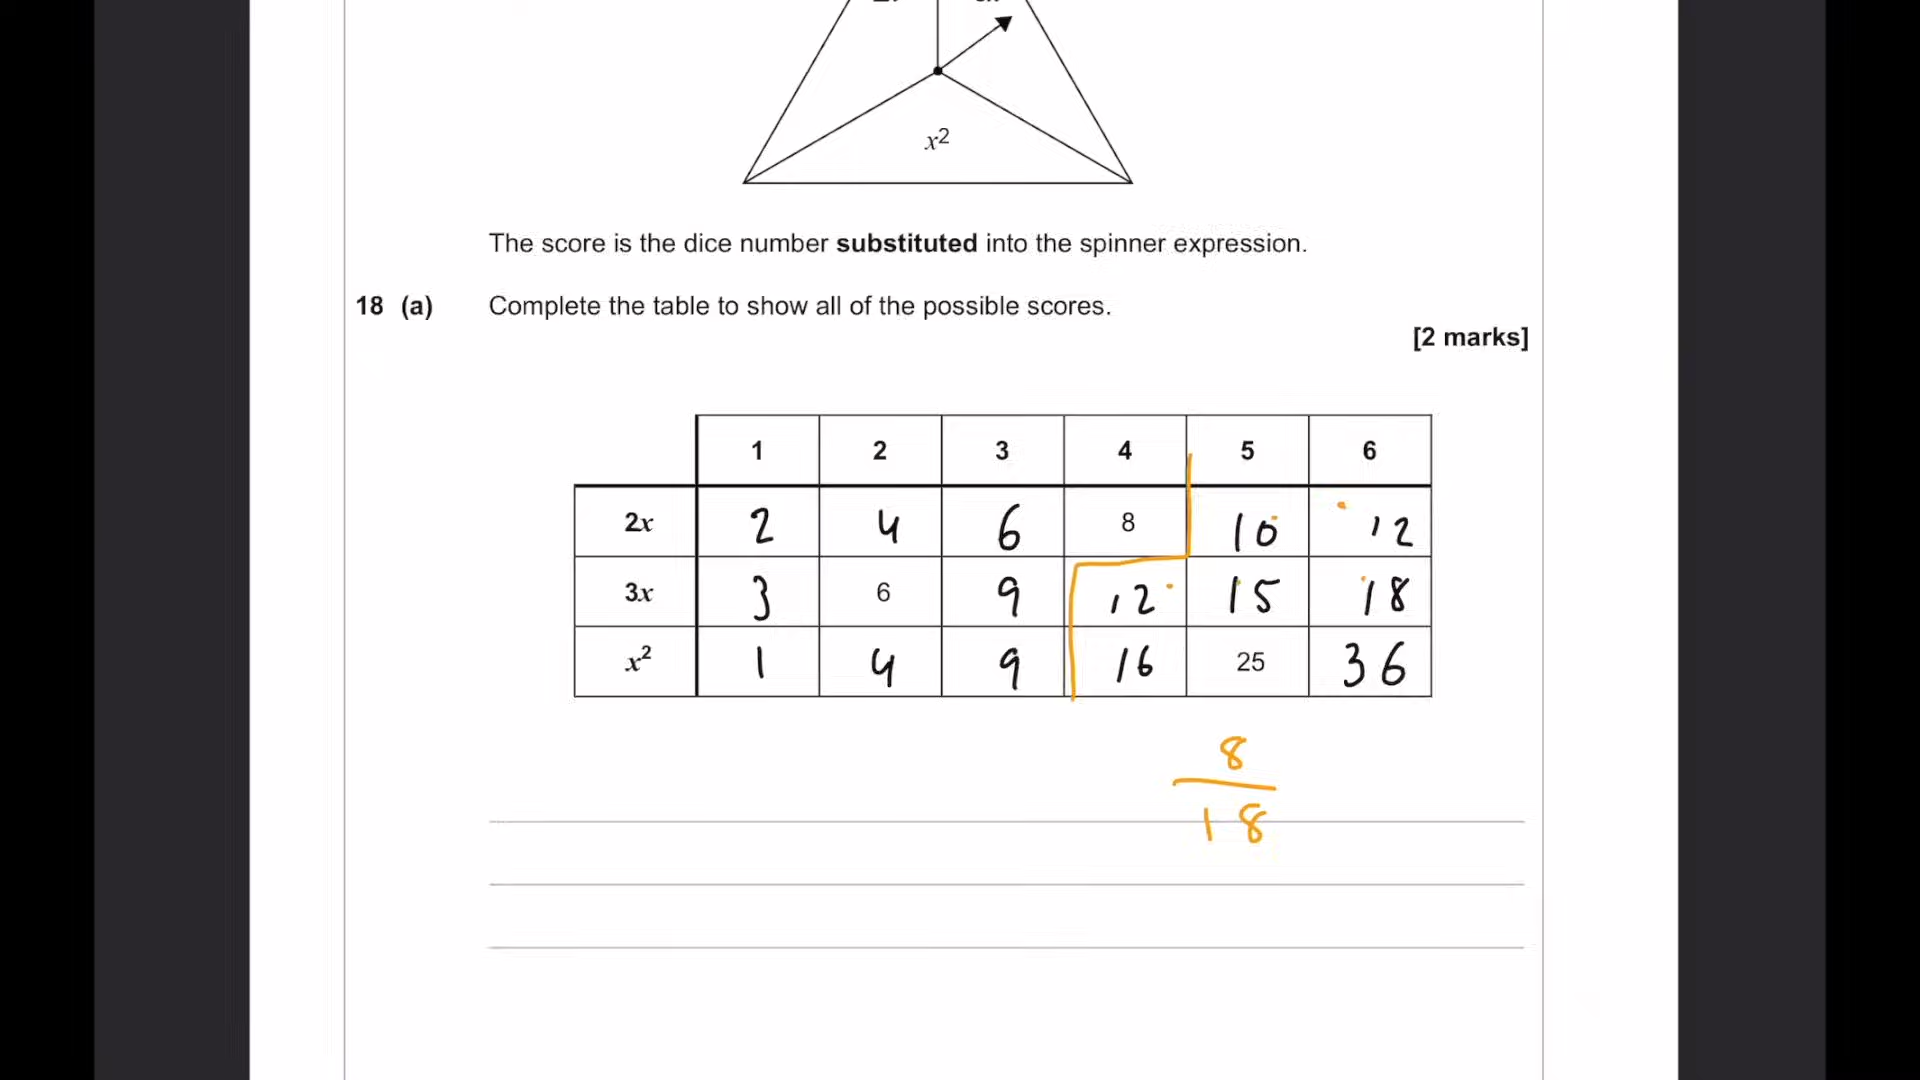 x2
The score is the dice number substituted into the spinner expression.
18 (a) Complete the table to show all of the possible scores.
[2 marks]
1 2 3 4 5 6
2x 2 4 6 8 10 12
3x 3 6 9 12 15 18
x2 1 4 9 16 25 36
8
18